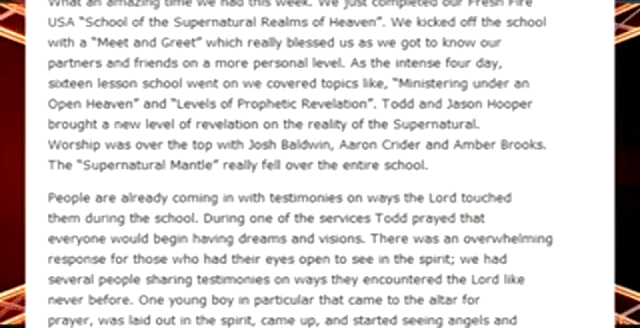 What an amazing time we had this week. We just completed our Fresh Fire
USA “School of the Supernatural Realms of Heaven”. We kicked off the school
with a “Meet and Greet” which really blessed us as we got to know our
partners and friends on a more personal level. As the intense four day,
sixteen lesson school went on we covered topics like, “Ministering under an
Open Heaven” and “Levels of Prophetic Revelation”. Todd and Jason Hooper
brought a new level of revelation on the reality of the Supernatural.
Worship was over the top with Josh Baldwin, Aaron Crider and Amber Brooks.
The “Supernatural Mantle” really fell over the entire school.
People are already coming in with testimonies on ways the Lord touched
them during the school. During one of the services Todd prayed that
everyone would begin having dreams and visions. There was an overwhelming
response for those who had their eyes open to see in the spirit; we had
several people sharing testimonies on ways they encountered the Lord like
never before. One young boy in particular that came to the altar for
prayer, was laid out in the spirit, came up, and started seeing angels and